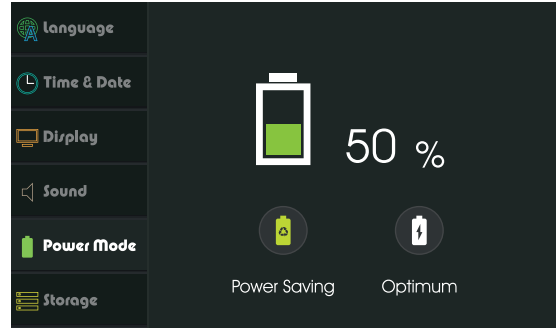 Language
Time & Date
Display
Sound
Power Mode
Storage
50 %
Power Saving
Optimum